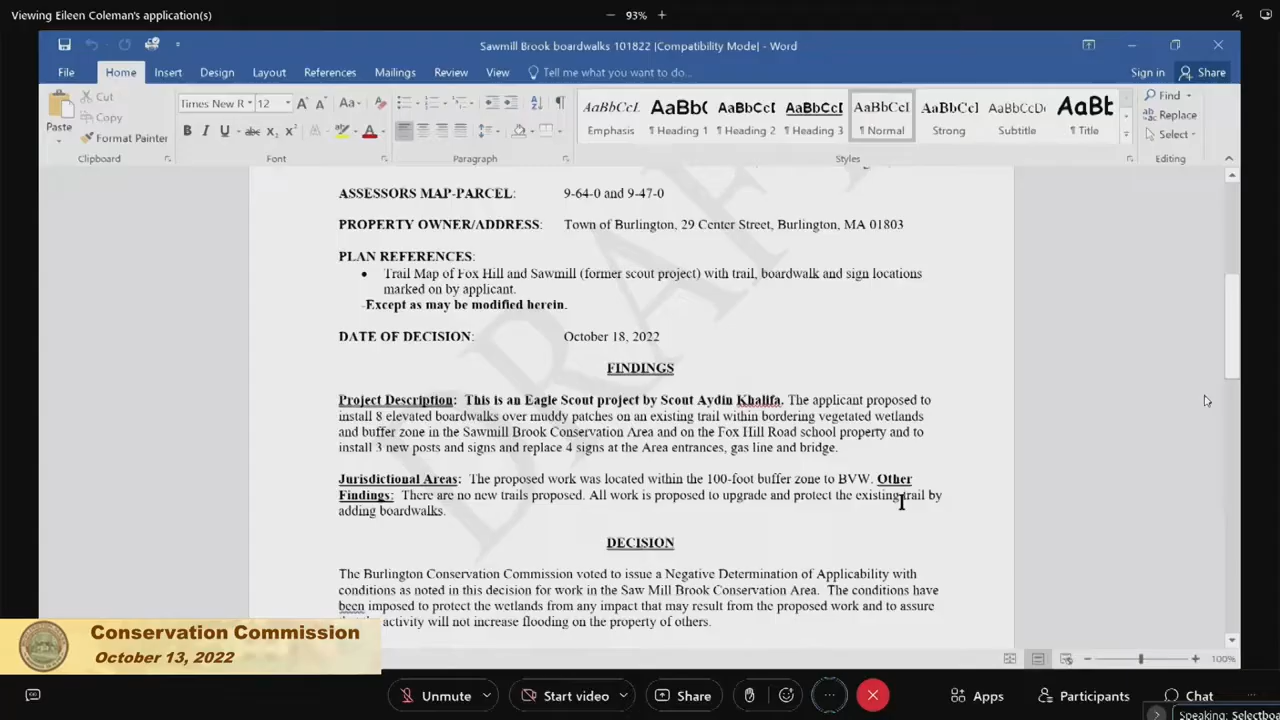 Viewing Eileen Coleman's application(s)
93%
Sawmill Brook boardwalks 101822 [Compatibility Mode] - Word
File Home Insert Design Layout References Mailings Review View Tell me what you want to do... Sign in Share
Paste
Cut
Copy
Format Painter
Times New R 12
AaBbCcL AaBb( AaBbCcI AaBbCcI AaBbCcI AaBbCcl AaBbCcDı AaBt
Emphasis ¶ Heading 1 ¶ Heading 2 ¶ Heading 3 ¶ Normal Strong Subtitle ¶ Title
Find
Replace
Select
Clipboard Font Paragraph Styles Editing
DRAFT
ASSESSORS MAP-PARCEL: 9-64-0 and 9-47-0
PROPERTY OWNER/ADDRESS: Town of Burlington, 29 Center Street, Burlington, MA 01803
PLAN REFERENCES:
• Trail Map of Fox Hill and Sawmill (former scout project) with trail, boardwalk and sign locations
marked on by applicant.
-Except as may be modified herein.
DATE OF DECISION: October 18, 2022
FINDINGS
Project Description: This is an Eagle Scout project by Scout Aydin Khalifa. The applicant proposed to
install 8 elevated boardwalks over muddy patches on an existing trail within bordering vegetated wetlands
and buffer zone in the Sawmill Brook Conservation Area and on the Fox Hill Road school property and to
install 3 new posts and signs and replace 4 signs at the Area entrances, gas line and bridge.
Jurisdictional Areas: The proposed work was located within the 100-foot buffer zone to BVW. Other
Findings: There are no new trails proposed. All work is proposed to upgrade and protect the existing trail by
adding boardwalks.
DECISION
The Burlington Conservation Commission voted to issue a Negative Determination of Applicability with
conditions as noted in this decision for work in the Saw Mill Brook Conservation Area. The conditions have
been imposed to protect the wetlands from any impact that may result from the proposed work and to assure
activity will not increase flooding on the property of others.
Conservation Commission
October 13, 2022
100%
Unmute Start video Share Apps Participants Chat
Speaking: Selectboa